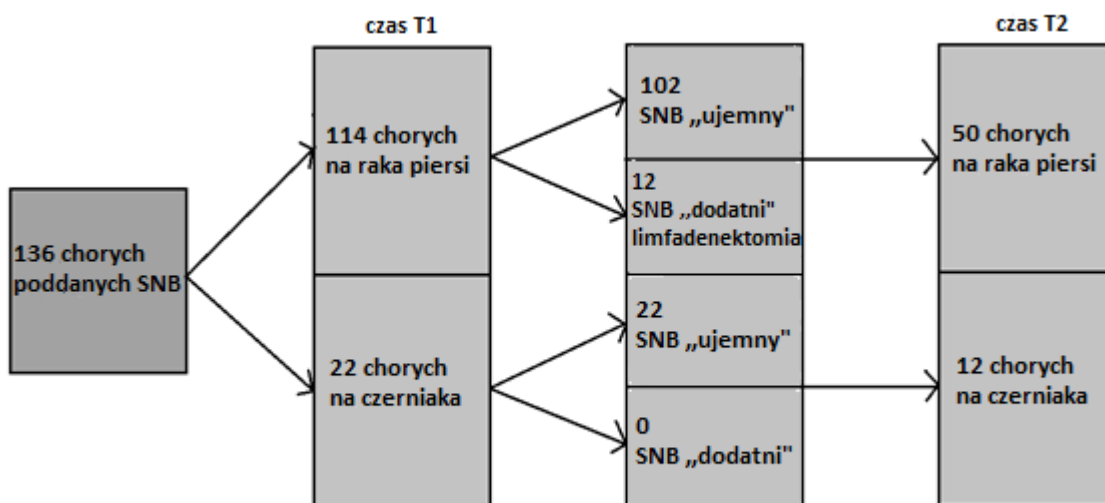 czas T1
czas T2
136 chorych
poddanych SNB
114 chorych
na raka piersi
22 chorych
na czerniaka
102
SNB „ujemny"
12
SNB „dodatni"
limfadenektomia
22
SNB „ujemny"
0
SNB „dodatni"
50 chorych
na raka piersi
12 chorych
na czerniaka